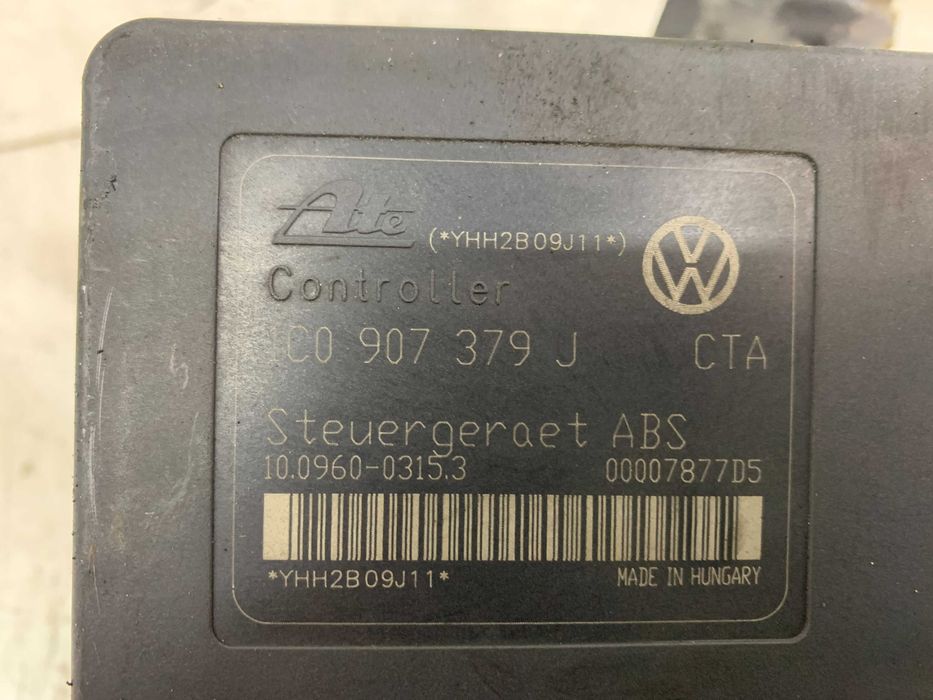 Ate (*YHH2B09J11*)
Controller
1C0 907 379 J CTA
Steuergeraet ABS
10.0960-0315.3 00007877D5
*YHH2B09J11* MADE IN HUNGARY